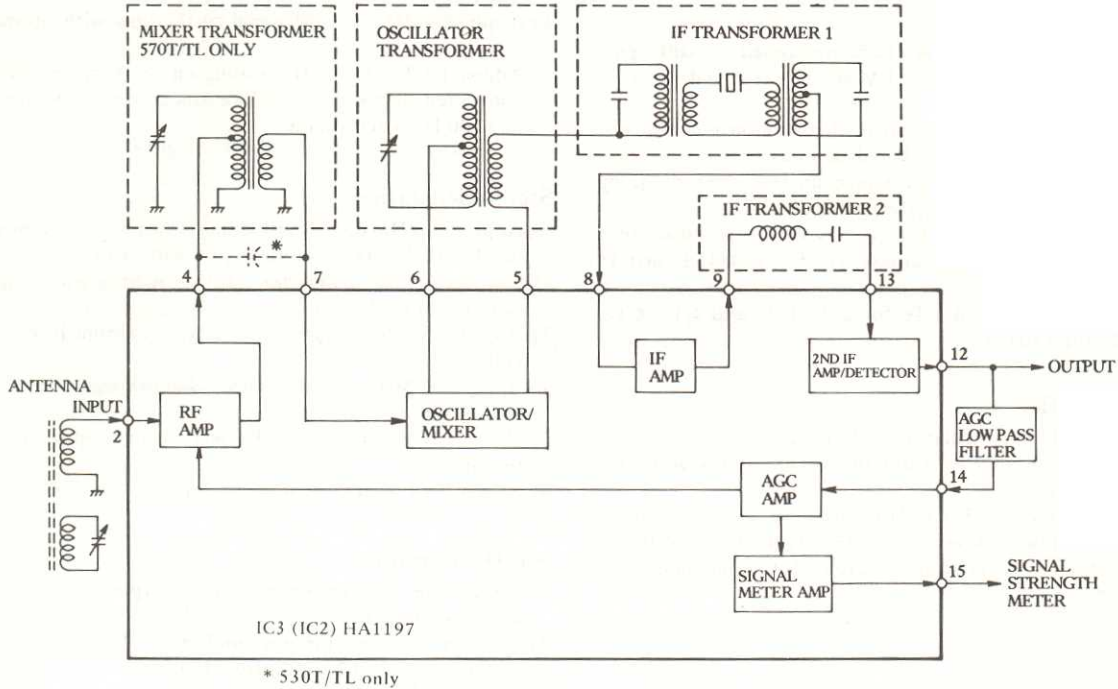 MIXER TRANSFORMER
570T/TL ONLY
OSCILLATOR
TRANSFORMER
IF TRANSFORMER 1
IF TRANSFORMER 2
*
4
7
6
5
8
9
13
ANTENNA
INPUT
2
RF
AMP
OSCILLATOR/
MIXER
IF
AMP
2ND IF
AMP/DETECTOR
12
OUTPUT
AGC
LOW PASS
FILTER
14
AGC
AMP
SIGNAL
METER AMP
15
SIGNAL
STRENGTH
METER
IC3 (IC2) HA1197
* 530T/TL only